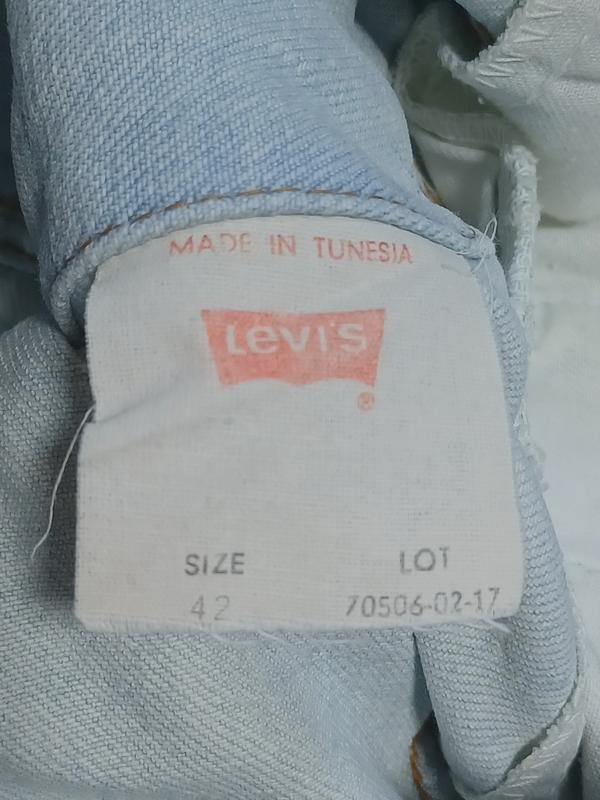 MADE IN TUNESIA
Levi's
®
SIZE LOT
42 70506-02-17